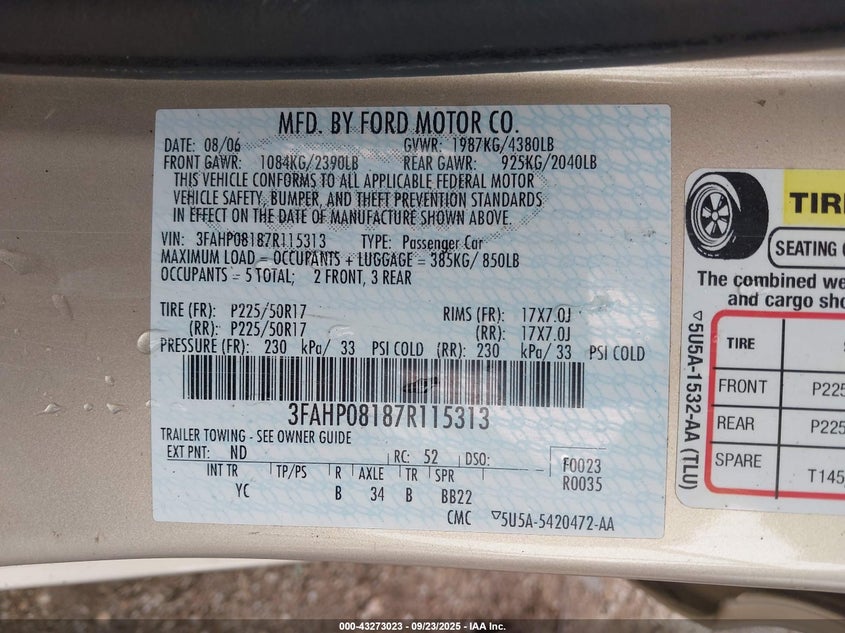 MFD. BY FORD MOTOR CO.
DATE: 08/06 GVWR: 1987KG/4380LB
FRONT GAWR: 1084KG/2390LB REAR GAWR: 925KG/2040LB
THIS VEHICLE CONFORMS TO ALL APPLICABLE FEDERAL MOTOR
VEHICLE SAFETY, BUMPER, AND THEFT PREVENTION STANDARDS
IN EFFECT ON THE DATE OF MANUFACTURE SHOWN ABOVE.
VIN: 3FAHP08187R115313 TYPE: Passenger Car
MAXIMUM LOAD = OCCUPANTS + LUGGAGE = 385KG/ 850LB
OCCUPANTS = 5 TOTAL; 2 FRONT, 3 REAR
TIRE (FR): P225/50R17 RIMS (FR): 17X7.0J
(RR): P225/50R17 (RR): 17X7.0J
PRESSURE (FR): 230 kPa/ 33 PSI COLD (RR): 230 kPa/ 33 PSI COLD
3FAHP08187R115313
TRAILER TOWING - SEE OWNER GUIDE
EXT PNT: ND RC: 52 DSO: F0023
INT TR TP/PS R AXLE TR SPR R0035
YC B 34 B BB22
CMC ▽5U5A-5420472-AA
SEATING
The combined
and cargo
TIRE
FRONT P225
REAR P225
SPARE T145
▽5U5A-1532-AA (TLU)
000-43273023 - 09/23/2025 - IAA Inc.